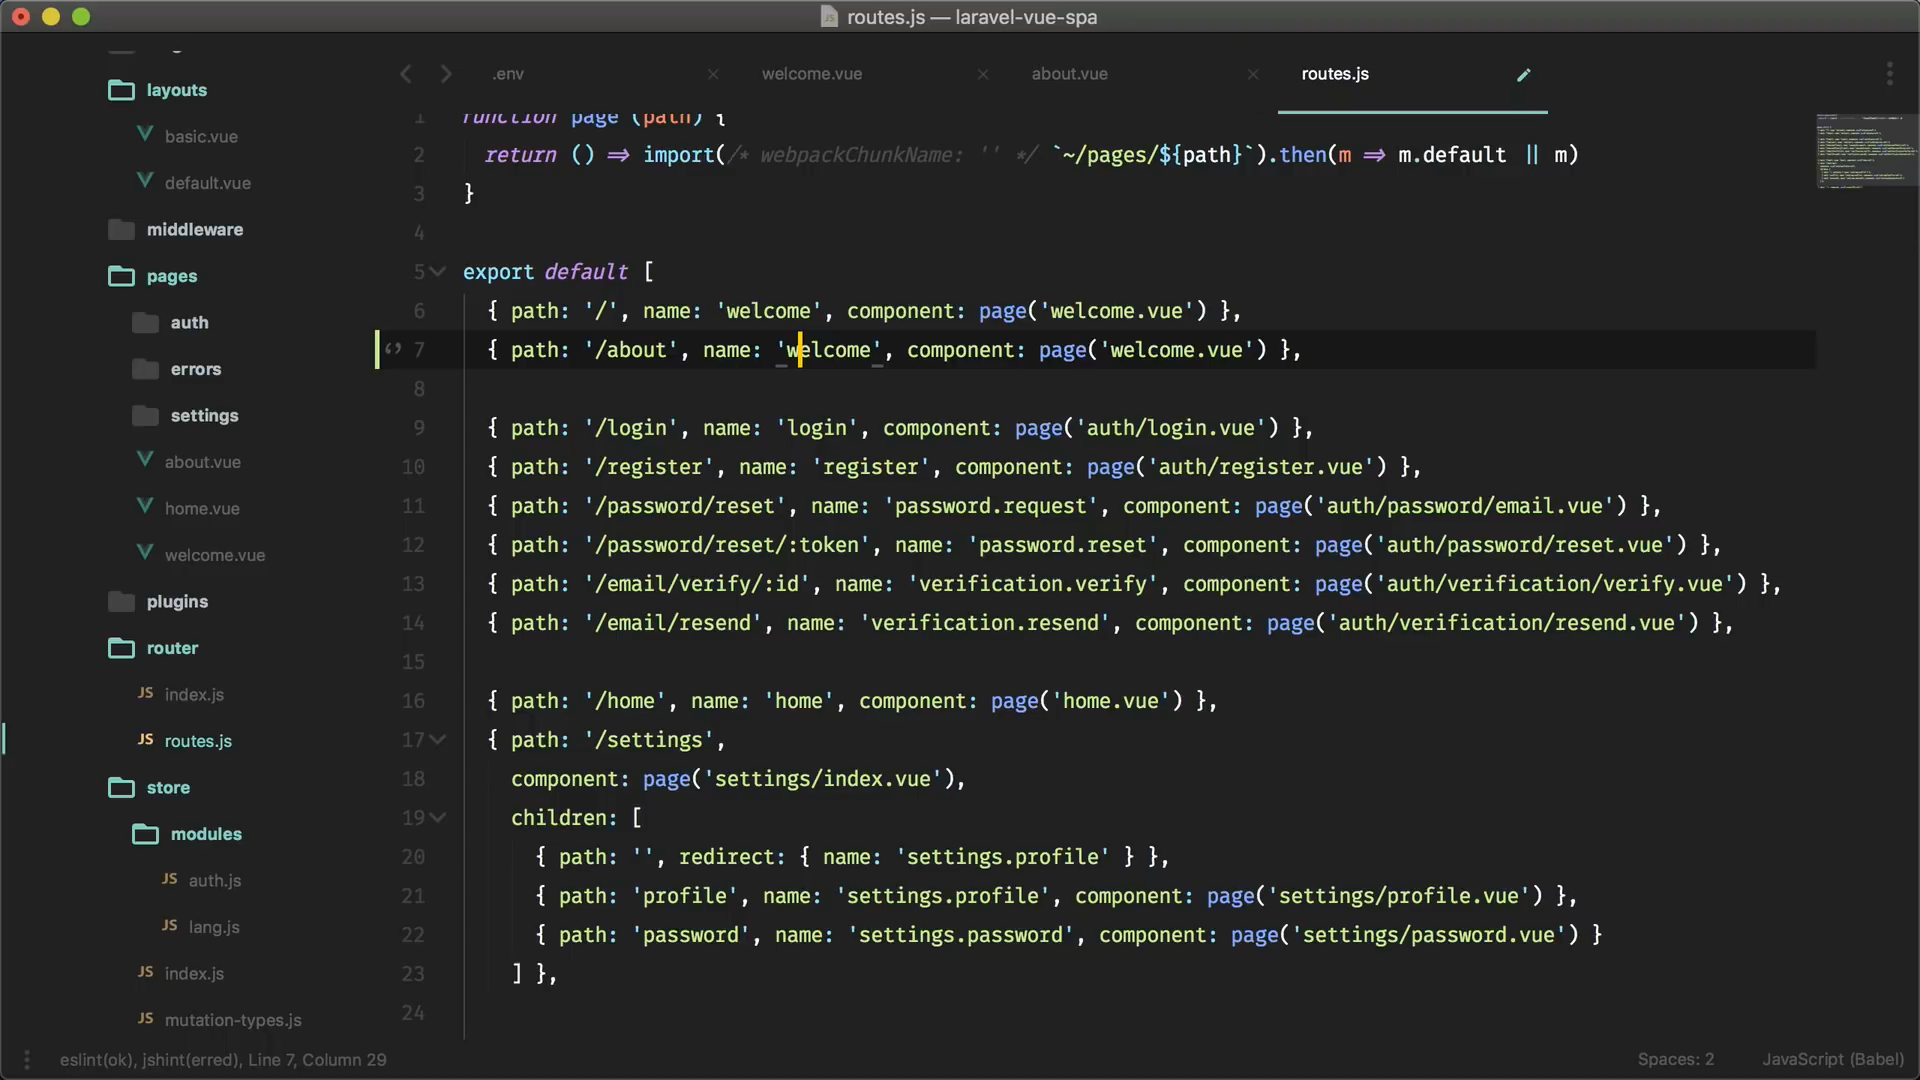 routes.js — laravel-vue-spa
layouts
basic.vue
default.vue
middleware
pages
auth
errors
settings
about.vue
home.vue
welcome.vue
plugins
router
JS index.js
JS routes.js
store
modules
JS auth.js
JS lang.js
JS index.js
JS mutation-types.js
.env
welcome.vue
about.vue
routes.js
1 function page (path) {
2 return () => import(/* webpackChunkName: '' */ `~/pages/${path}`).then(m => m.default || m)
3 }
4
5 export default [
6 { path: '/', name: 'welcome', component: page('welcome.vue') },
7 { path: '/about', name: 'welcome', component: page('welcome.vue') },
8
9 { path: '/login', name: 'login', component: page('auth/login.vue') },
10 { path: '/register', name: 'register', component: page('auth/register.vue') },
11 { path: '/password/reset', name: 'password.request', component: page('auth/password/email.vue') },
12 { path: '/password/reset/:token', name: 'password.reset', component: page('auth/password/reset.vue') },
13 { path: '/email/verify/:id', name: 'verification.verify', component: page('auth/verification/verify.vue') },
14 { path: '/email/resend', name: 'verification.resend', component: page('auth/verification/resend.vue') },
15
16 { path: '/home', name: 'home', component: page('home.vue') },
17 { path: '/settings',
18 component: page('settings/index.vue'),
19 children: [
20 { path: '', redirect: { name: 'settings.profile' } },
21 { path: 'profile', name: 'settings.profile', component: page('settings/profile.vue') },
22 { path: 'password', name: 'settings.password', component: page('settings/password.vue') }
23 ] },
24
eslint(ok), jshint(erred), Line 7, Column 29
Spaces: 2
JavaScript (Babel)